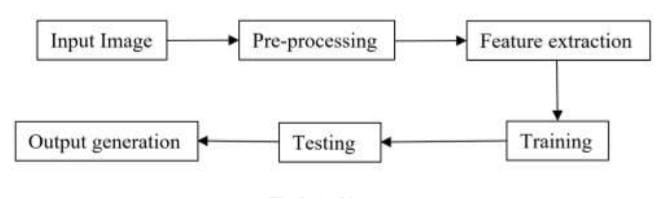 Input Image
Pre-processing
Feature extraction
Training
Testing
Output generation